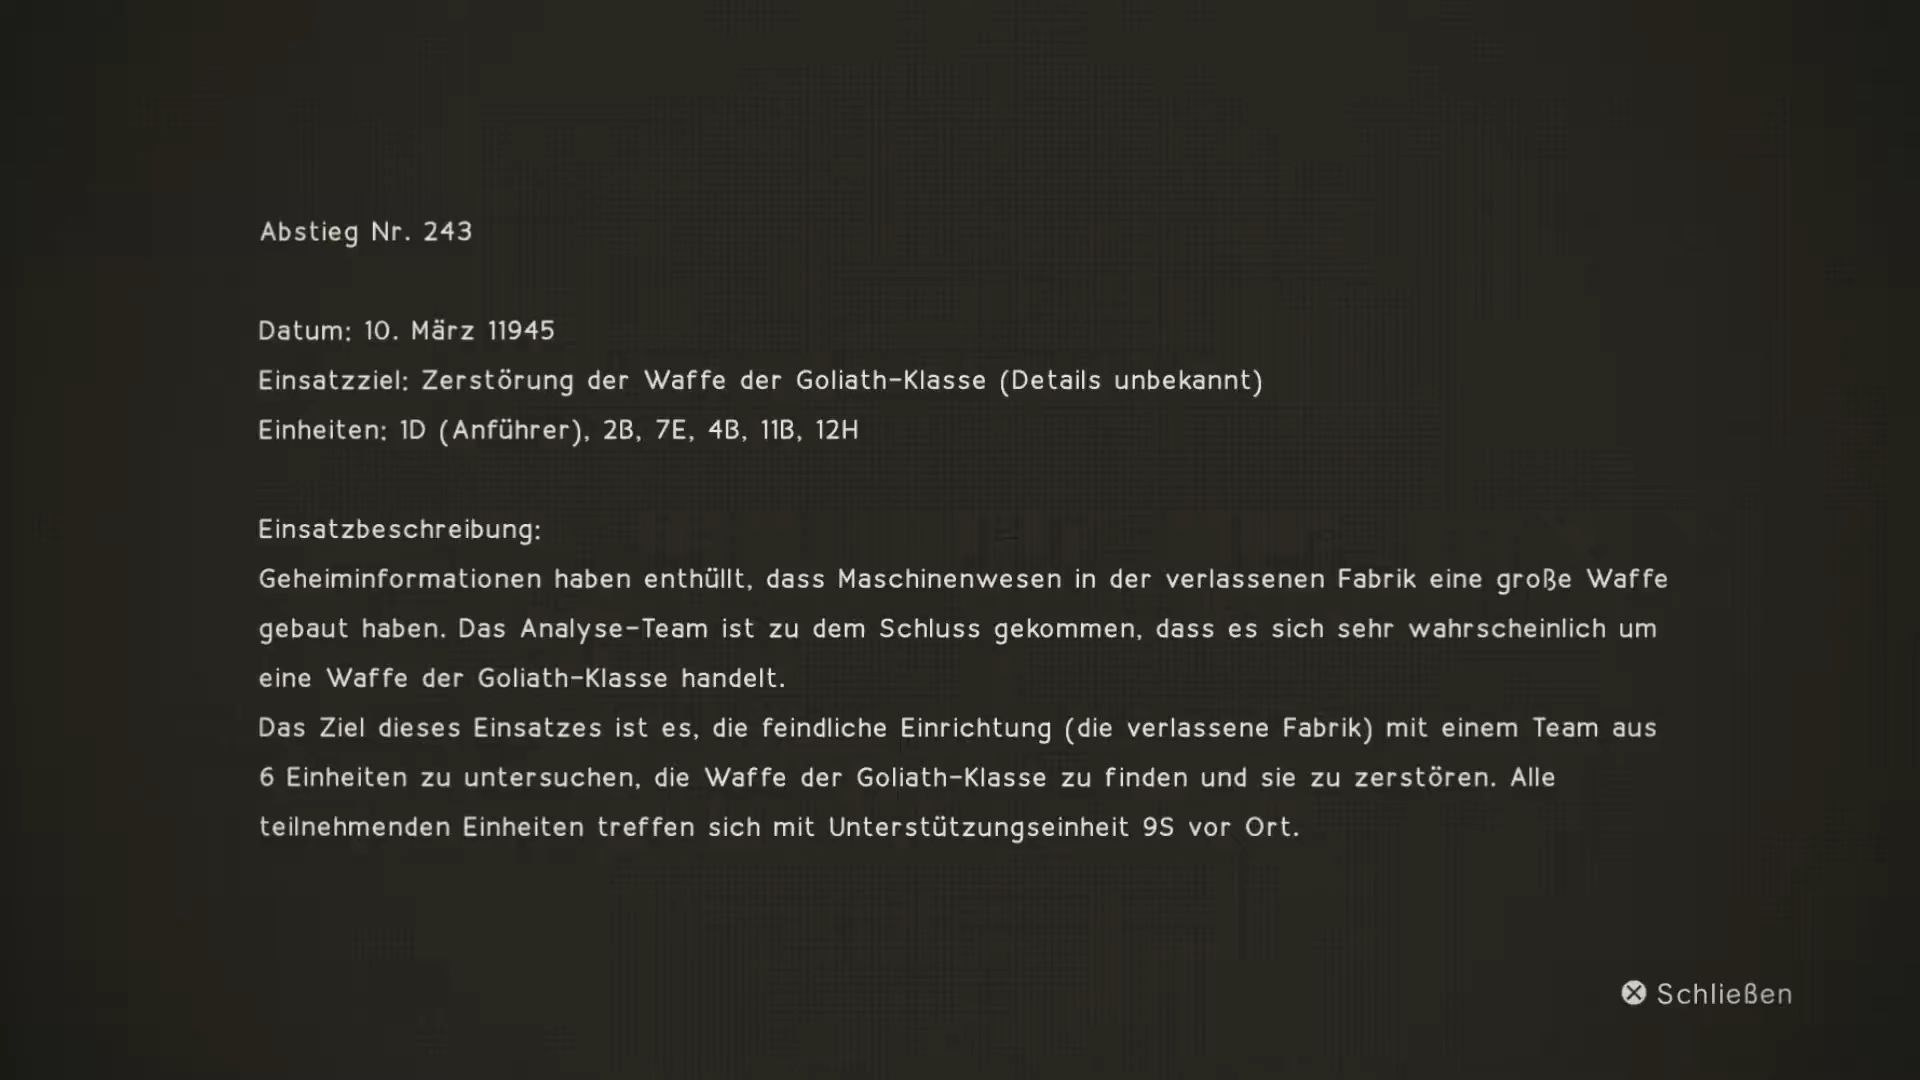 Abstieg Nr. 243
Datum: 10. März 11945
Einsatzziel: Zerstörung der Waffe der Goliath-Klasse (Details unbekannt)
Einheiten: 1D (Anführer), 2B, 7E, 4B, 11B, 12H
Einsatzbeschreibung:
Geheiminformationen haben enthüllt, dass Maschinenwesen in der verlassenen Fabrik eine große Waffe
gebaut haben. Das Analyse-Team ist zu dem Schluss gekommen, dass es sich sehr wahrscheinlich um
eine Waffe der Goliath-Klasse handelt.
Das Ziel dieses Einsatzes ist es, die feindliche Einrichtung (die verlassene Fabrik) mit einem Team aus
6 Einheiten zu untersuchen, die Waffe der Goliath-Klasse zu finden und sie zu zerstören. Alle
teilnehmenden Einheiten treffen sich mit Unterstützungseinheit 9S vor Ort.
Schließen